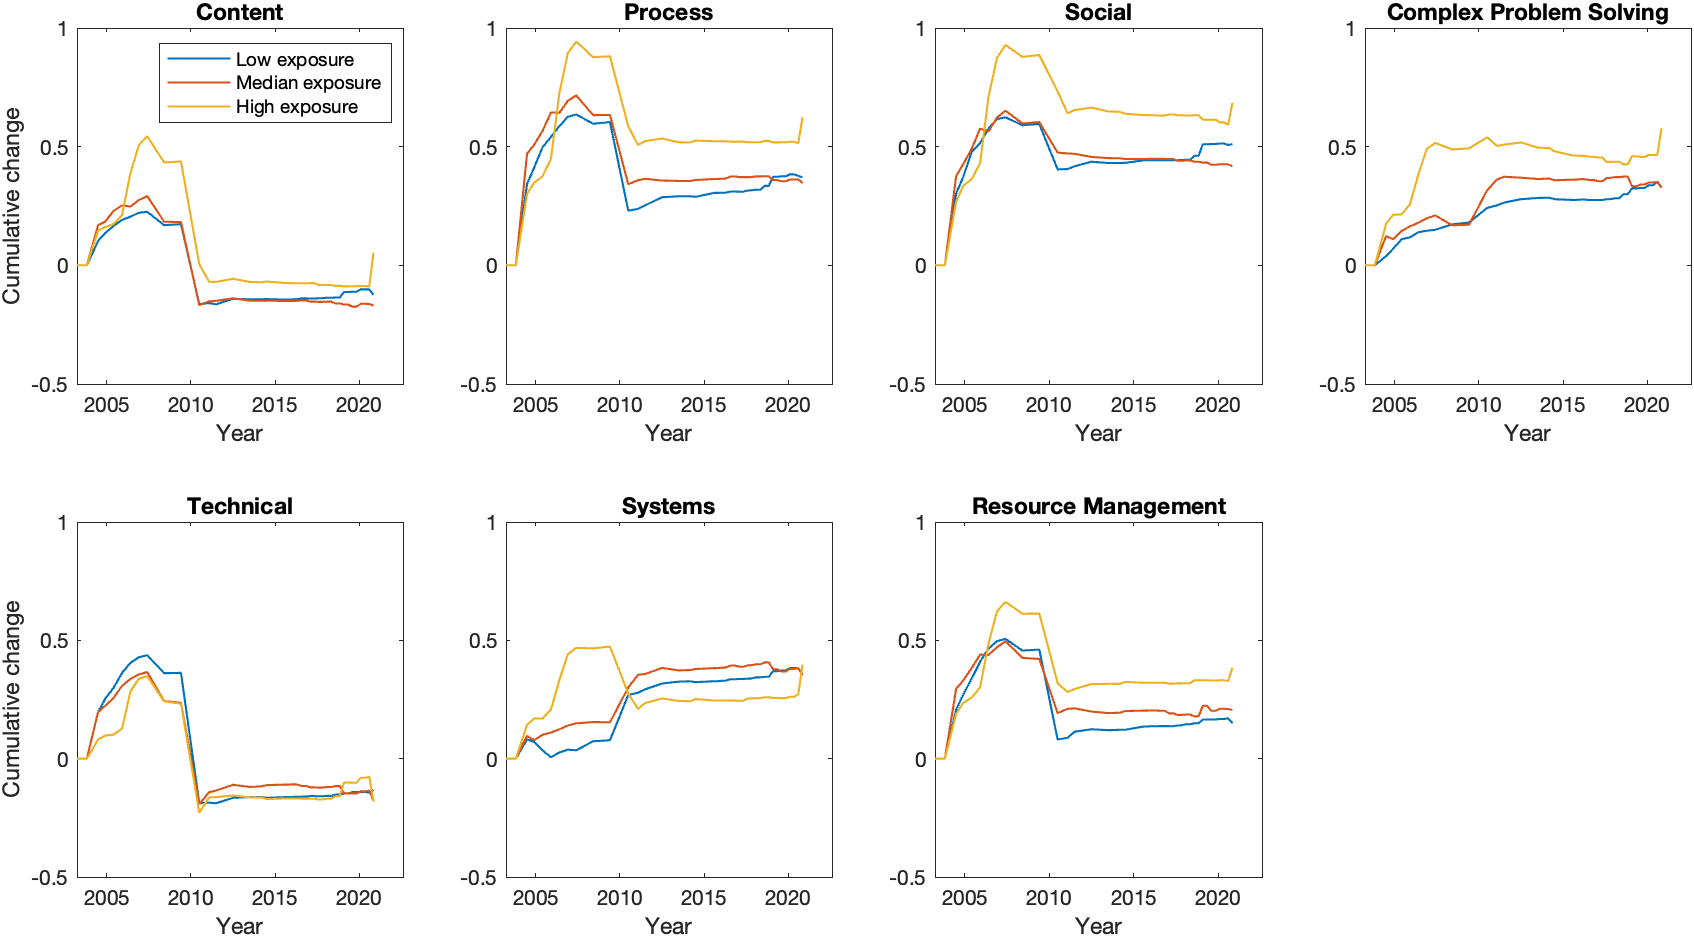 Content
Process
Social
Complex Problem Solving
1
0.5
0
-0.5
Cumulative change
Low exposure
Median exposure
High exposure
2005 2010 2015 2020
Year
1
0.5
0
-0.5
2005 2010 2015 2020
Year
1
0.5
0
-0.5
2005 2010 2015 2020
Year
1
0.5
0
-0.5
2005 2010 2015 2020
Year
Technical
Systems
Resource Management
1
0.5
0
-0.5
Cumulative change
2005 2010 2015 2020
Year
1
0.5
0
-0.5
2005 2010 2015 2020
Year
1
0.5
0
-0.5
2005 2010 2015 2020
Year